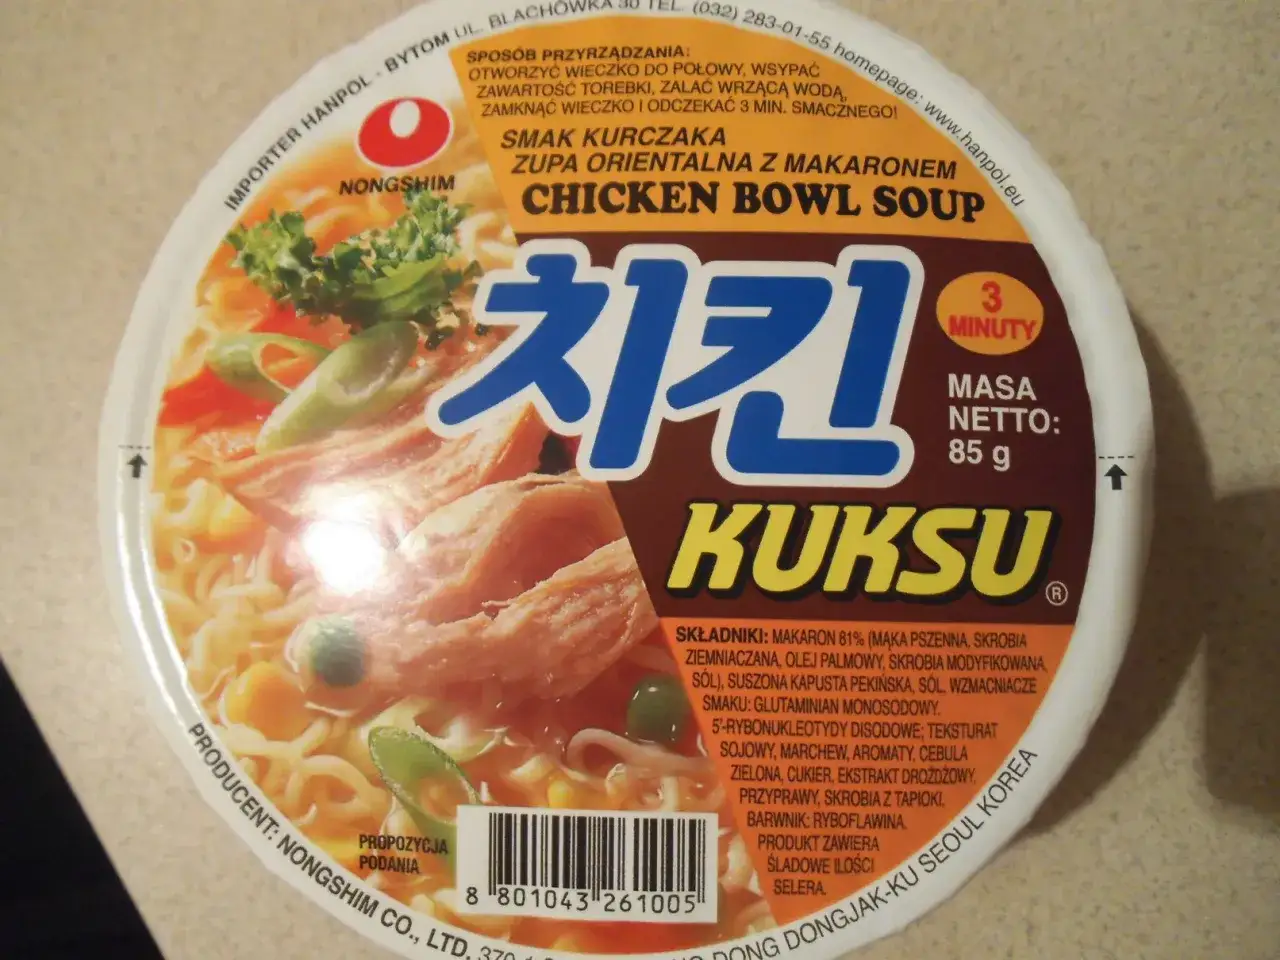 IMPORTER HANPOL - BYTOM UL. BLACHÓWKA 30 TEL. (032) 283-01-55 homepage: www.hanpol.eu
SPOSÓB PRZYRZĄDZANIA:
OTWORZYĆ WIECZKO DO POŁOWY, WSYPAĆ
ZAWARTOŚĆ TOREBKI, ZALAĆ WRZĄCĄ WODĄ,
ZAMKNĄĆ WIECZKO I ODCZEKAĆ 3 MIN. SMACZNEGO!
NONGSHIM
SMAK KURCZAKA
ZUPA ORIENTALNA Z MAKARONEM
CHICKEN BOWL SOUP
치킨
3
MINUTY
MASA
NETTO:
85 g
KUKSU
®
SKŁADNIKI: MAKARON 81% (MĄKA PSZENNA, SKROBIA
ZIEMNIACZANA, OLEJ PALMOWY, SKROBIA MODYFIKOWANA,
SÓL), SUSZONA KAPUSTA PEKIŃSKA, SÓL, WZMACNIACZE
SMAKU: GLUTAMINIAN MONOSODOWY,
5'-RYBONUKLEOTYDY DISODOWE; TEKSTURAT
SOJOWY, MARCHEW, AROMATY, CEBULA
ZIELONA, CUKIER, EKSTRAKT DROŻDŻOWY,
PRZYPRAWY, SKROBIA Z TAPIOKI,
BARWNIK: RYBOFLAWINA.
PRODUKT ZAWIERA
ŚLADOWE ILOŚCI
SELERA.
PROPOZYCJA
PODANIA
8 801043 261005
PRODUCENT: NONGSHIM CO., LTD. DONG DONGJAK-KU SEOUL KOREA